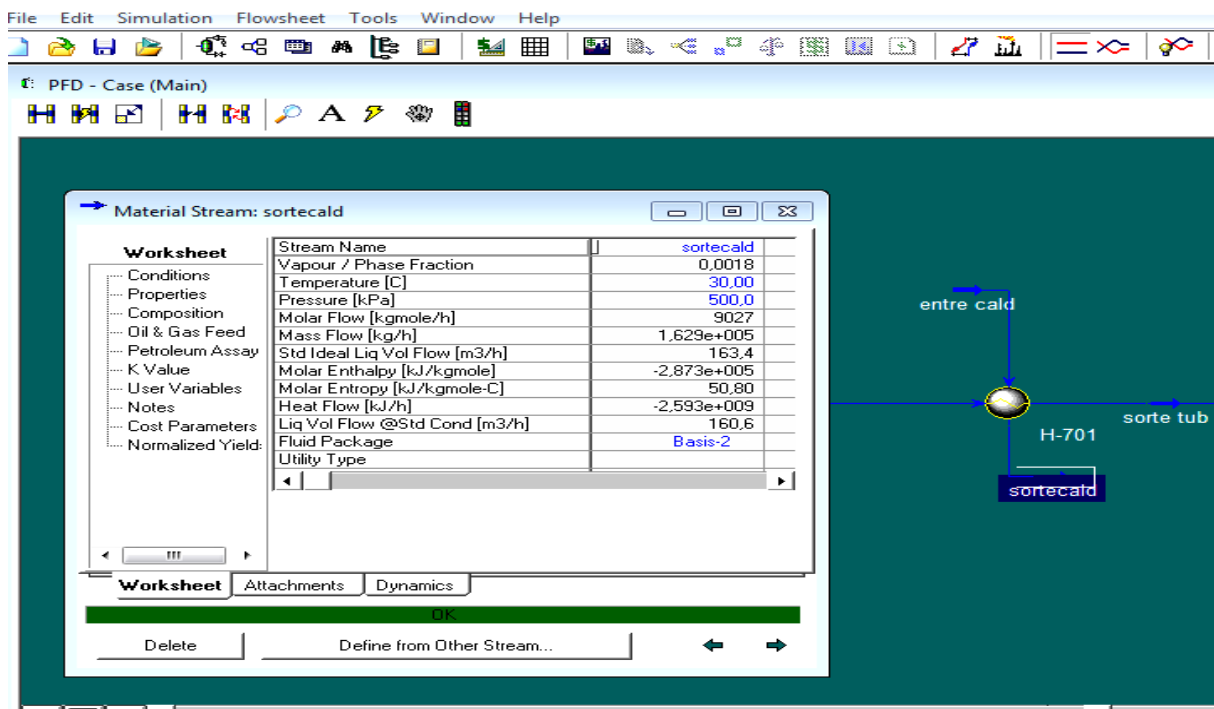 File Edit Simulation Flowsheet Tools Window Help
PFD - Case (Main)
A
Material Stream: sortecald
Worksheet
Conditions
Properties
Composition
Oil & Gas Feed
Petroleum Assay
K Value
User Variables
Notes
Cost Parameters
Normalized Yields
Stream Name sortecald
Vapour / Phase Fraction 0,0018
Temperature [C] 30,00
Pressure [kPa] 500,0
Molar Flow [kgmole/h] 9027
Mass Flow [kg/h] 1,629e+005
Std Ideal Liq Vol Flow [m3/h] 163,4
Molar Enthalpy [kJ/kgmole] -2,873e+005
Molar Entropy [kJ/kgmole-C] 50,80
Heat Flow [kJ/h] -2,593e+009
Liq Vol Flow @Std Cond [m3/h] 160,6
Fluid Package Basis-2
Utility Type
Worksheet Attachments Dynamics
OK
Delete Define from Other Stream...
entre cald
sorte tub
H-701
sortecald